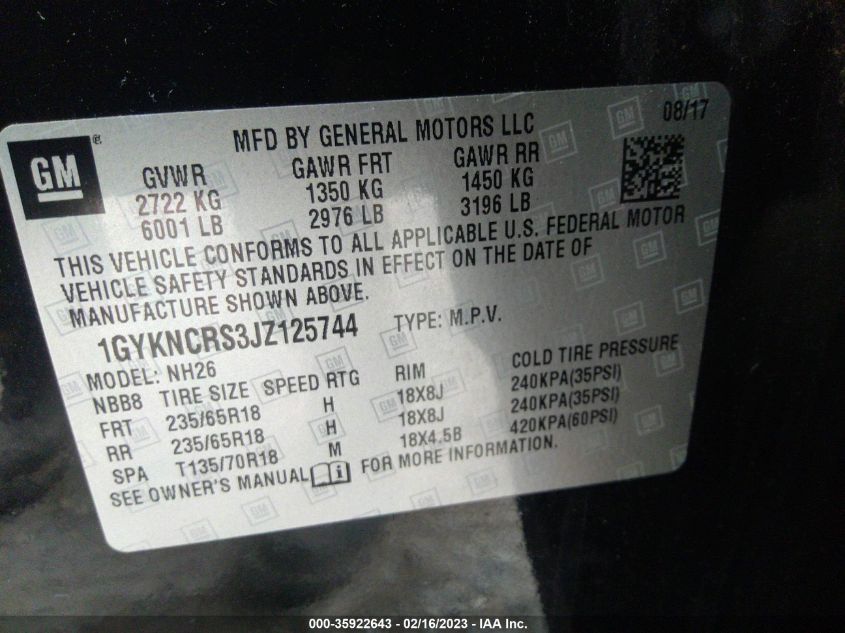 08/17
MFD BY GENERAL MOTORS LLC
GM
GVWR GAWR FRT GAWR RR
2722 KG 1350 KG 1450 KG
6001 LB 2976 LB 3196 LB
THIS VEHICLE CONFORMS TO ALL APPLICABLE U.S. FEDERAL MOTOR
VEHICLE SAFETY STANDARDS IN EFFECT ON THE DATE OF
MANUFACTURE SHOWN ABOVE.
1GYKNCRS3JZ125744 TYPE: M.P.V.
MODEL: NH26
NBB8 TIRE SIZE SPEED RTG RIM COLD TIRE PRESSURE
FRT 235/65R18 H 18X8J 240KPA(35PSI)
RR 235/65R18 H 18X8J 240KPA(35PSI)
SPA T135/70R18 M 18X4.5B 420KPA(60PSI)
SEE OWNER'S MANUAL i FOR MORE INFORMATION.
000-35922643 - 02/16/2023 - IAA Inc.